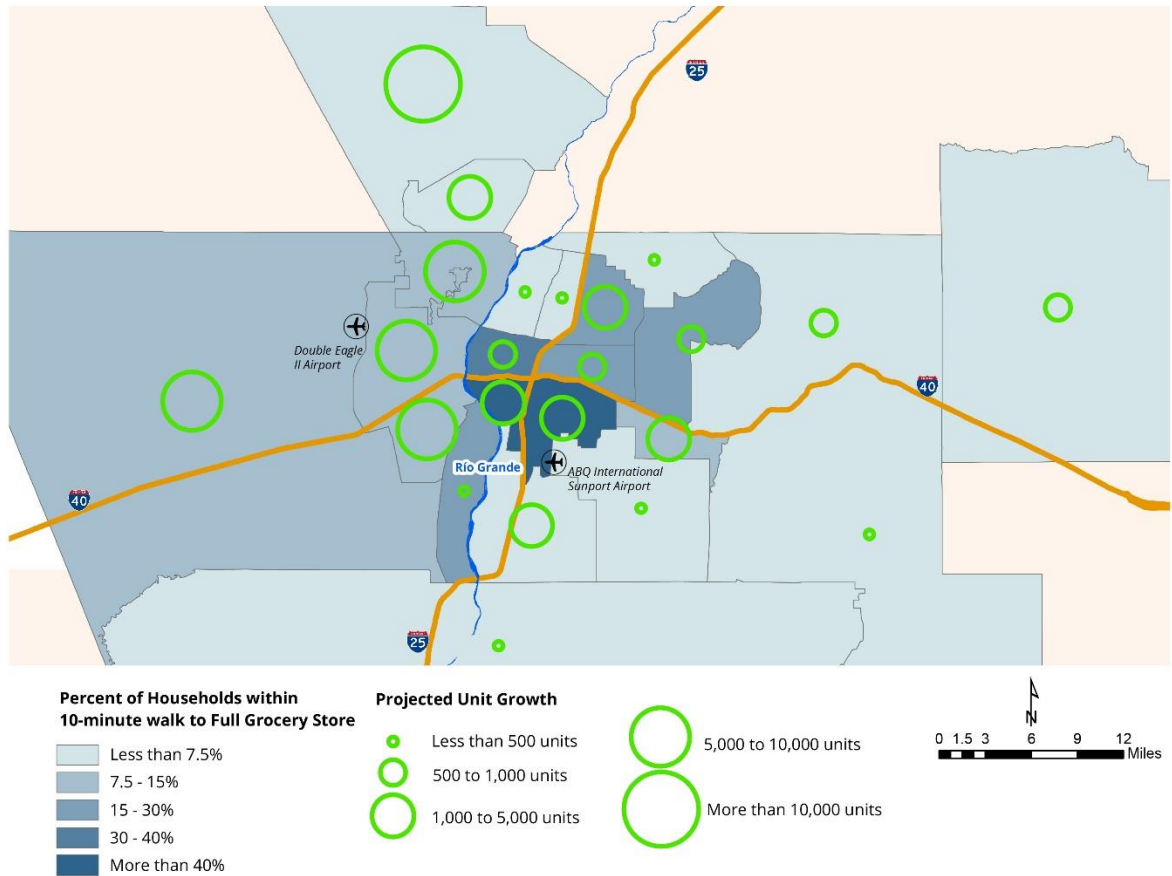 25
Double Eagle
II Airport
40
Río Grande
ABQ International
Sunport Airport
40
25
Percent of Households within
10-minute walk to Full Grocery Store
Less than 7.5%
7.5 - 15%
15 - 30%
30 - 40%
More than 40%
Projected Unit Growth
Less than 500 units
500 to 1,000 units
1,000 to 5,000 units
5,000 to 10,000 units
More than 10,000 units
N
0 1.5 3 6 9 12
Miles